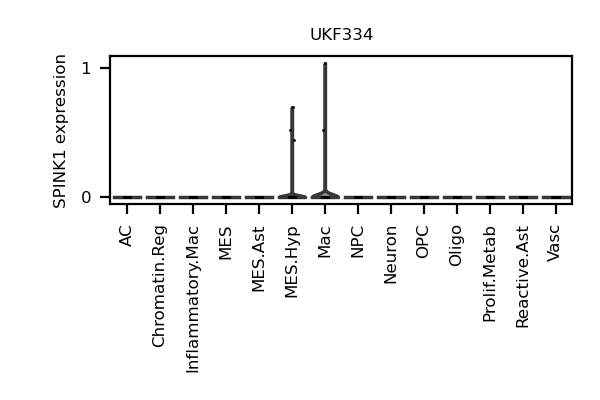 UKF334
SPINK1 expression
1
0
AC
Chromatin.Reg
Inflammatory.Mac
MES
MES.Ast
MES.Hyp
Mac
NPC
Neuron
OPC
Oligo
Prolif.Metab
Reactive.Ast
Vasc